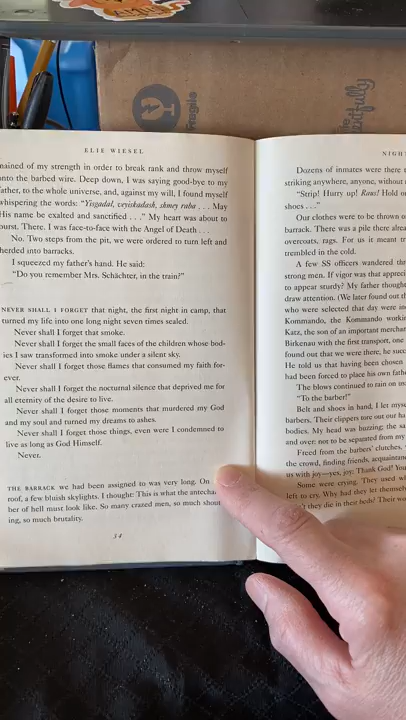 ELIE WIESEL
mained of my strength in order to break rank and throw myself
onto the barbed wire. Deep down, I was saying good-bye to my
father, to the whole universe, and, against my will, I found myself
whispering the words: "Yisgadal, veyiskadash, shmey raba . . . May
His name be exalted and sanctified . . ." My heart was about to
burst. There. I was face-to-face with the Angel of Death . . .
No. Two steps from the pit, we were ordered to turn left and
herded into barracks.
I squeezed my father's hand. He said:
"Do you remember Mrs. Schächter, in the train?"
NEVER SHALL I FORGET that night, the first night in camp, that
turned my life into one long night seven times sealed.
Never shall I forget that smoke.
Never shall I forget the small faces of the children whose bod-
ies I saw transformed into smoke under a silent sky.
Never shall I forget those flames that consumed my faith for-
ever.
Never shall I forget the nocturnal silence that deprived me for
all eternity of the desire to live.
Never shall I forget those moments that murdered my God
and my soul and turned my dreams to ashes.
Never shall I forget those things, even were I condemned to
live as long as God Himself.
Never.
THE BARRACK we had been assigned to was very long. On
roof, a few bluish skylights. I thought: This is what the antecham
ber of hell must look like. So many crazed men, so much shout
ing, so much brutality.
34
NIGH
Dozens of inmates were there t
striking anywhere, anyone, without
"Strip! Hurry up! Raus! Hold o
shoes . . ."
Our clothes were to be thrown o
barrack. There was a pile there alrea
overcoats, rags. For us it meant tr
trembled in the cold.
A few SS officers wandered thr
strong men. If vigor was that appreci
to appear sturdy? My father thought
draw attention. (We later found out t
who were selected that day were inc
Kommando, the Kommando workin
Katz, the son of an important merchan
Birkenau with the first transport, one
found out that we were there, he succ
He told us that having been chosen
had been forced to place his own fathe
The blows continued to rain on us
"To the barber!"
Belt and shoes in hand, I let myse
barbers. Their clippers tore out our ha
bodies. My head was buzzing; the sa
and over: not to be separated from my
Freed from the barbers' clutches,
the crowd, finding friends, acquaintan
us with joy—yes, joy: Thank God! You
Some were crying. They used wh
left to cry. Why had they let themselv
they die in their beds? Their wo
fragile